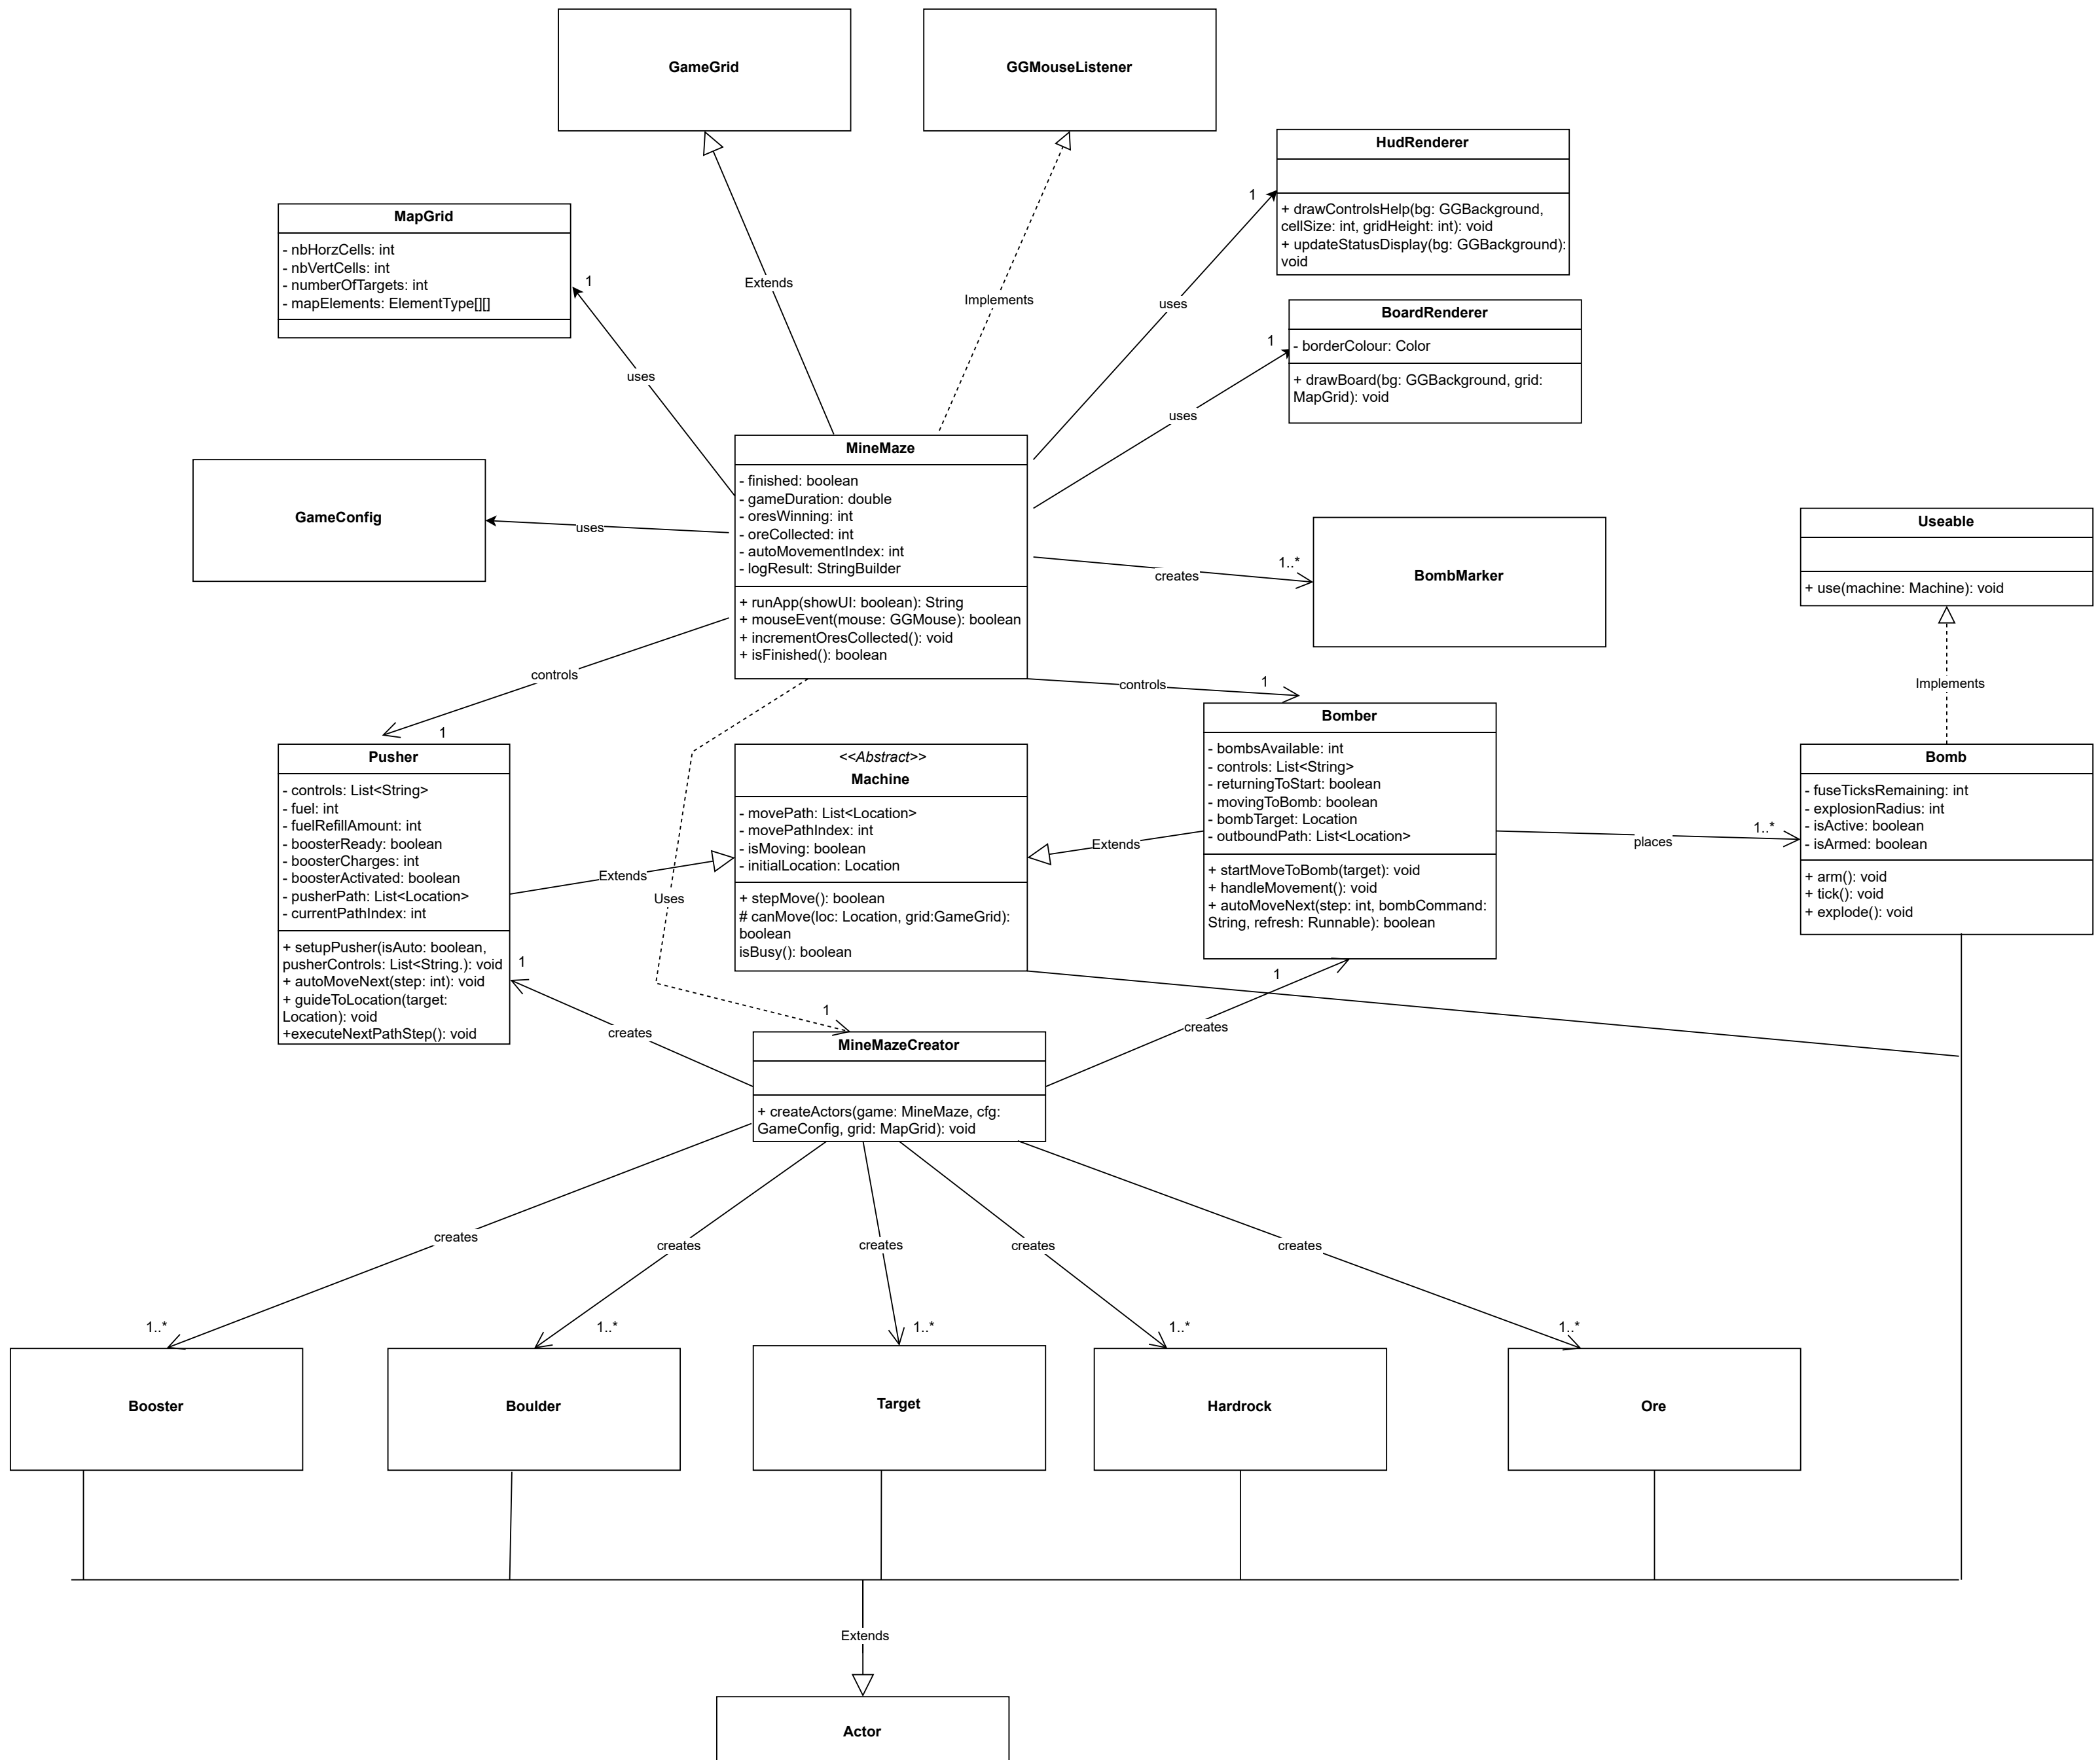 GameGrid
GGMouseListener
HudRenderer
+ drawControlsHelp(bg: GGBackground,
cellSize: int, gridHeight: int): void
+ updateStatusDisplay(bg: GGBackground):
void
1
MapGrid
- nbHorzCells: int
- nbVertCells: int
- numberOfTargets: int
- mapElements: ElementType[][]
1
Extends
Implements
uses
BoardRenderer
- borderColour: Color
+ drawBoard(bg: GGBackground, grid:
MapGrid): void
1
uses
uses
MineMaze
- finished: boolean
- gameDuration: double
- oresWinning: int
- oreCollected: int
- autoMovementIndex: int
- logResult: StringBuilder
+ runApp(showUI: boolean): String
+ mouseEvent(mouse: GGMouse): boolean
+ incrementOresCollected(): void
+ isFinished(): boolean
GameConfig
uses
creates
1..*
BombMarker
Useable
+ use(machine: Machine): void
controls
1
controls
1
Implements
Pusher
- controls: List<String>
- fuel: int
- fuelRefillAmount: int
- boosterReady: boolean
- boosterCharges: int
- boosterActivated: boolean
- pusherPath: List<Location>
- currentPathIndex: int
+ setupPusher(isAuto: boolean,
pusherControls: List<String.): void
+ autoMoveNext(step: int): void
+ guideToLocation(target:
Location): void
+executeNextPathStep(): void
Extends
Uses
<<Abstract>>
Machine
- movePath: List<Location>
- movePathIndex: int
- isMoving: boolean
- initialLocation: Location
+ stepMove(): boolean
# canMove(loc: Location, grid:GameGrid):
boolean
isBusy(): boolean
Extends
Bomber
- bombsAvailable: int
- controls: List<String>
- returningToStart: boolean
- movingToBomb: boolean
- bombTarget: Location
- outboundPath: List<Location>
+ startMoveToBomb(target): void
+ handleMovement(): void
+ autoMoveNext(step: int, bombCommand:
String, refresh: Runnable): boolean
places
1..*
Bomb
- fuseTicksRemaining: int
- explosionRadius: int
- isActive: boolean
- isArmed: boolean
+ arm(): void
+ tick(): void
+ explode(): void
1
creates
1
1
creates
MineMazeCreator
+ createActors(game: MineMaze, cfg:
GameConfig, grid: MapGrid): void
creates
creates
creates
creates
creates
1..*
1..*
1..*
1..*
1..*
Booster
Boulder
Target
Hardrock
Ore
Extends
Actor